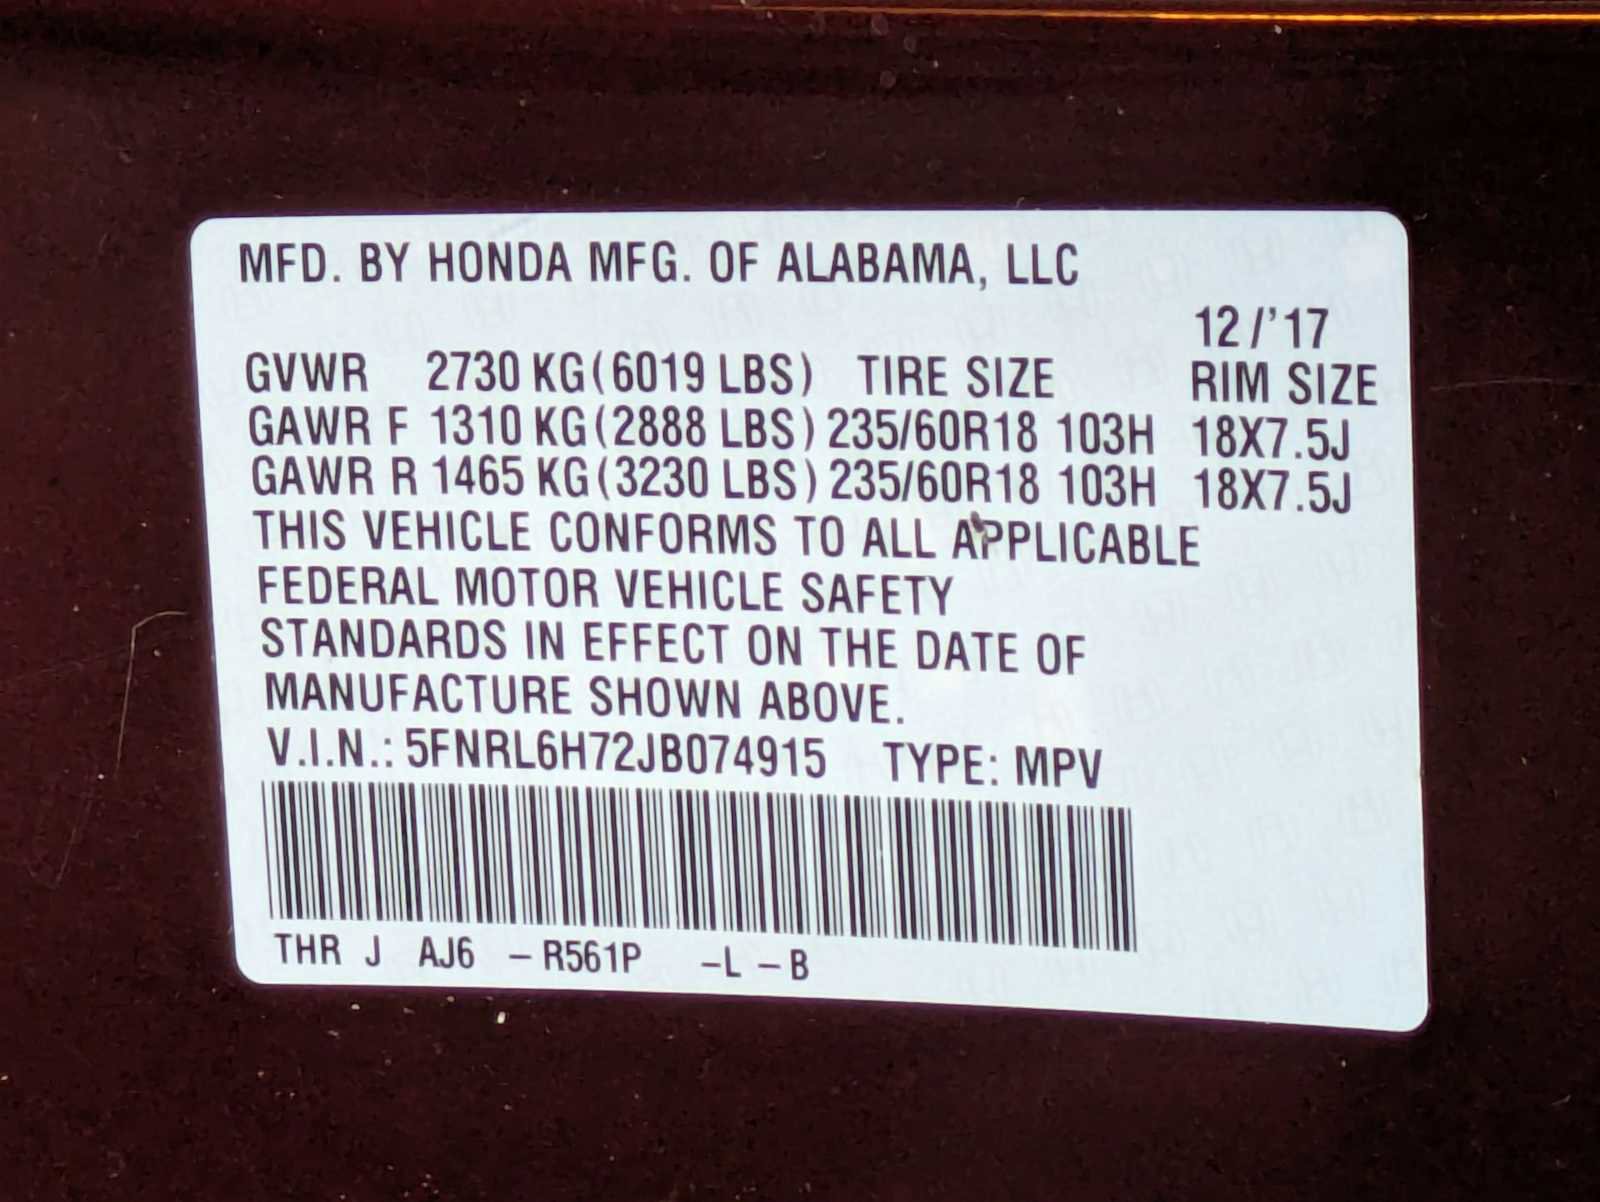 MFD. BY HONDA MFG. OF ALABAMA, LLC
12/'17
GVWR 2730 KG(6019 LBS) TIRE SIZE RIM SIZE
GAWR F 1310 KG(2888 LBS) 235/60R18 103H 18X7.5J
GAWR R 1465 KG(3230 LBS) 235/60R18 103H 18X7.5J
THIS VEHICLE CONFORMS TO ALL APPLICABLE
FEDERAL MOTOR VEHICLE SAFETY
STANDARDS IN EFFECT ON THE DATE OF
MANUFACTURE SHOWN ABOVE.
V.I.N.: 5FNRL6H72JB074915 TYPE: MPV
THR J AJ6 –R561P –L –B